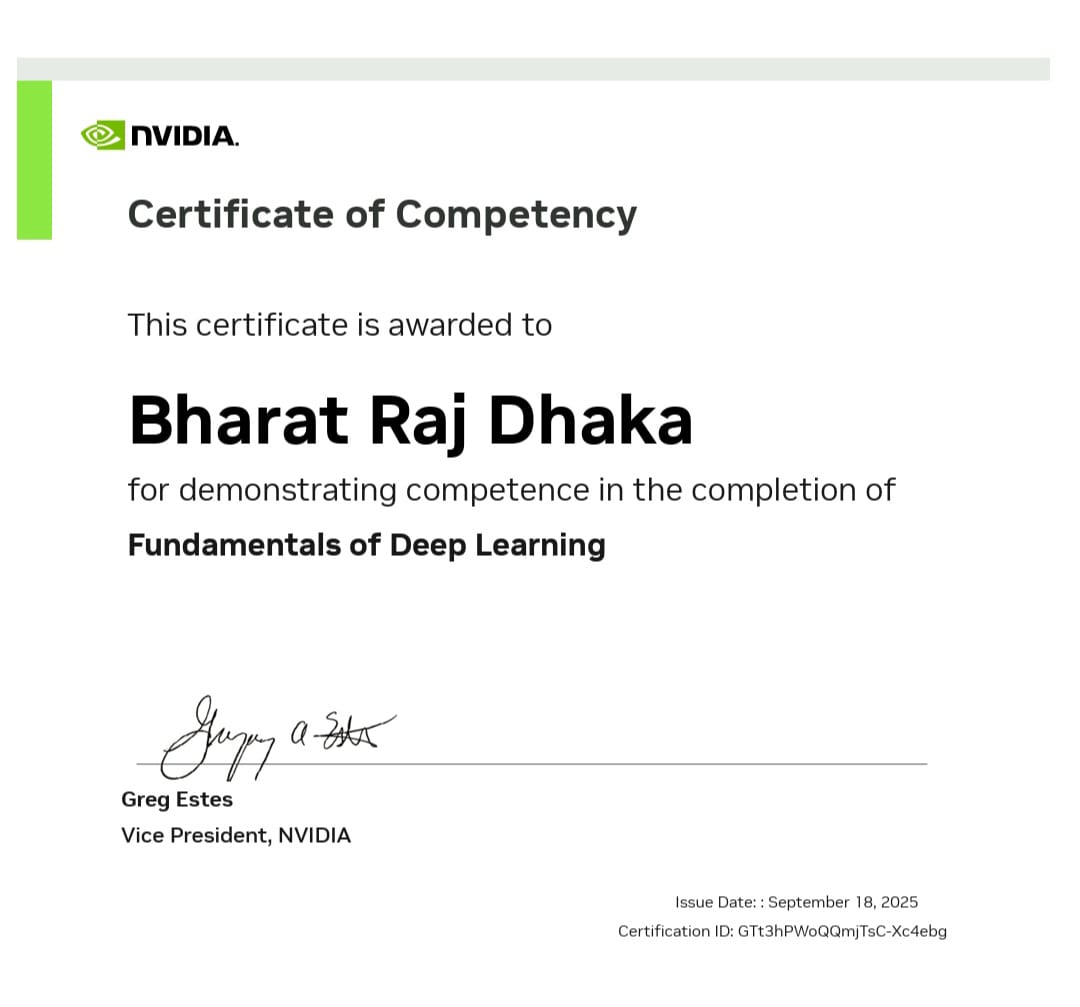 NVIDIA.
Certificate of Competency
This certificate is awarded to
Bharat Raj Dhaka
for demonstrating competence in the completion of
Fundamentals of Deep Learning
Gregory A Estes
Greg Estes
Vice President, NVIDIA
Issue Date: : September 18, 2025
Certification ID: GTt3hPWoQQmjTsC-Xc4ebg